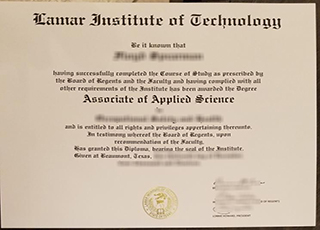 Lamar Institute of Technology
Be it known that
having successfully completed the Course of Study as prescribed by
the Board of Regents and the Faculty and having complied with all
other requirements of the Institute has been awarded the Degree
Associate of Applied Science
and is entitled to all rights and privileges appertaining thereunto.
In testimony whereof the Board of Regents, upon
recommendation of the Faculty,
Has granted this Diploma, bearing the seal of the Institute.
Given at Beaumont, Texas,